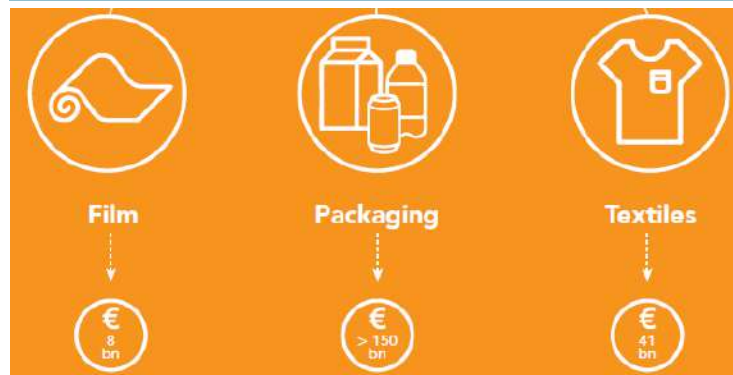 Film
Packaging
Textiles
€
8
bn
€
> 150
bn
€
41
bn